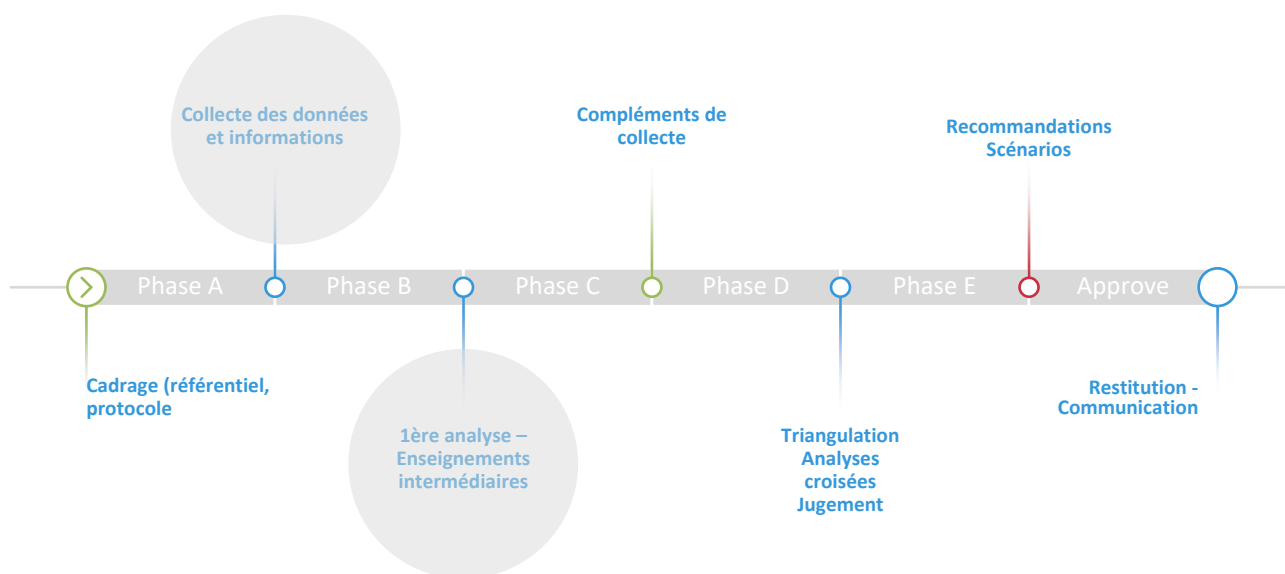 Collecte des données
et informations
Compléments de
collecte
Recommandations
Scénarios
Phase A
Phase B
Phase C
Phase D
Phase E
Approve
Cadrage (référentiel,
protocole
1ère analyse –
Enseignements
intermédiaires
Triangulation
Analyses
croisées
Jugement
Restitution -
Communication